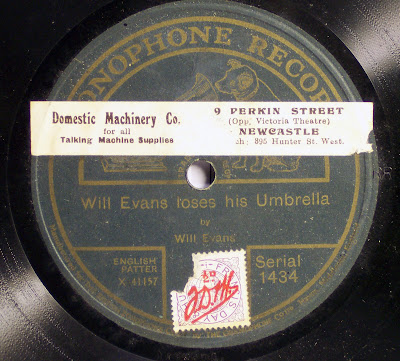 ONOPHONE RECOR
Domestic Machinery Co.
for all
Talking Machine Supplies
9 PERKIN STREET
(Opp. Victoria Theatre)
NEWCASTLE
895 Hunter St. West.
Will Evans loses his Umbrella
by
Will Evans
ENGLISH
PATTER
X 41157
Serial
1434